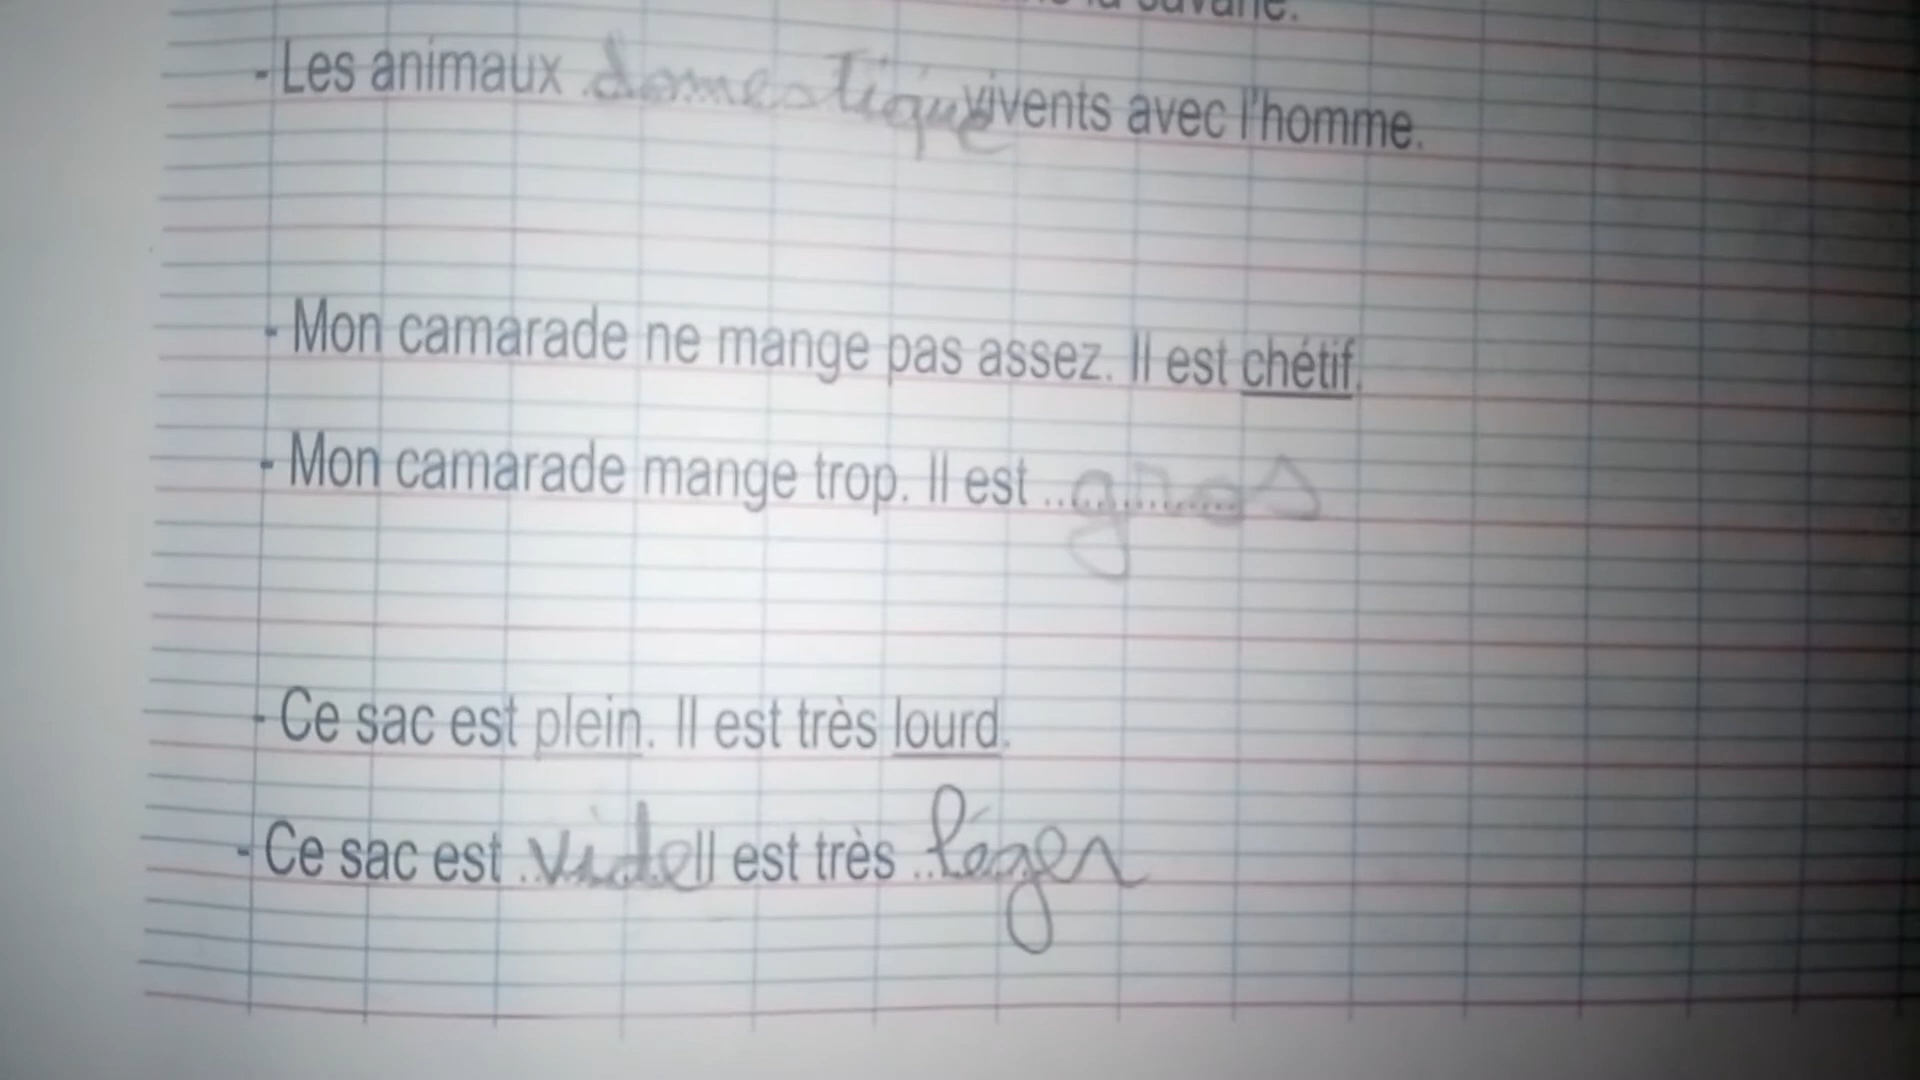 la savane.
- Les animaux domestique vivents avec l'homme.
- Mon camarade ne mange pas assez. Il est chétif.
- Mon camarade mange trop. Il est ..gros
- Ce sac est plein. Il est très lourd.
- Ce sac est .vide Il est très ..léger